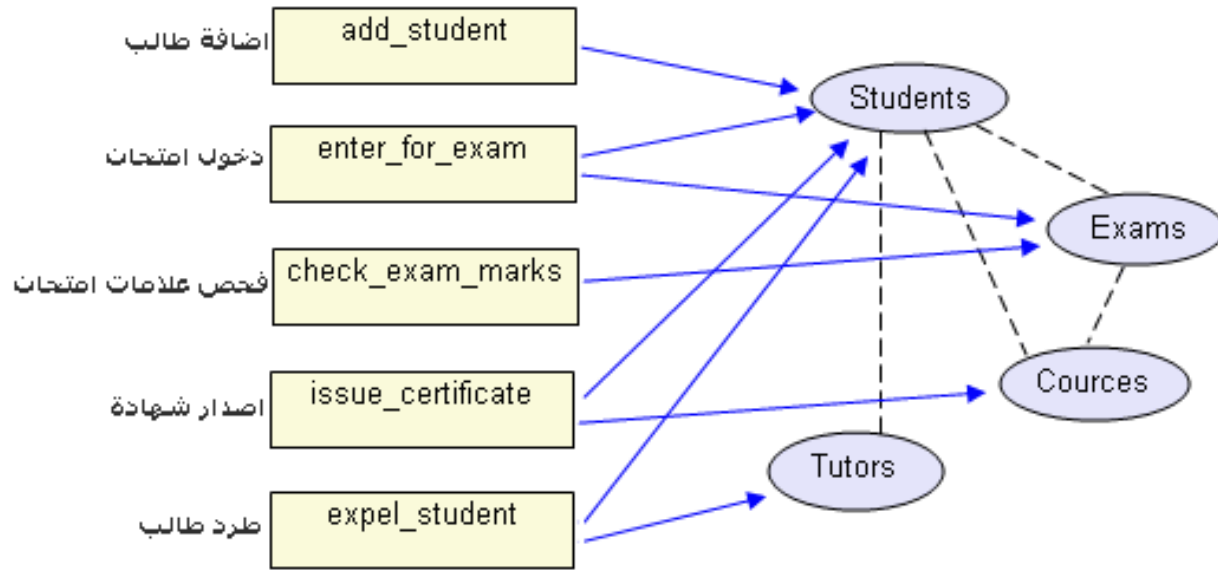 اضافة طالب
add_student
دخول امتحان
enter_for_exam
فحص علامات امتحان
check_exam_marks
اصدار شهادة
issue_certificate
طرد طالب
expel_student
Students
Exams
Cources
Tutors